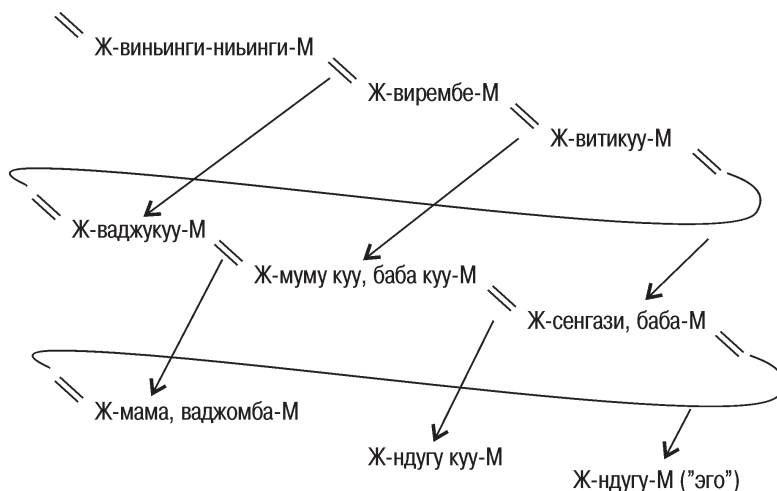 Ж-виньинги-ниьинги-М
Ж-вирембе-М
Ж-витикуу-М
Ж-ваджукуу-М
Ж-муму куу, баба куу-М
Ж-сенгази, баба-М
Ж-мама, ваджомба-М
Ж-ндугу куу-М
Ж-ндугу-М ("эго")